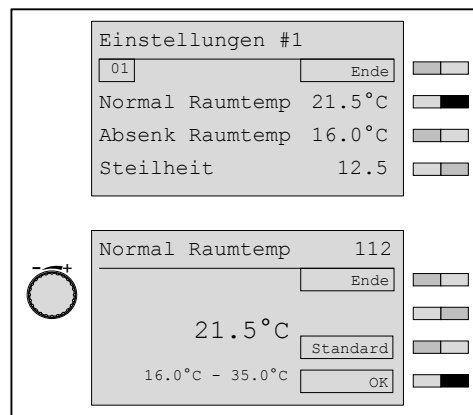 Einstellungen #1
01 Ende
Normal Raumtemp 21.5°C
Absenk Raumtemp 16.0°C
Steilheit 12.5
Normal Raumtemp 112
Ende
- +
21.5°C
Standard
16.0°C - 35.0°C OK